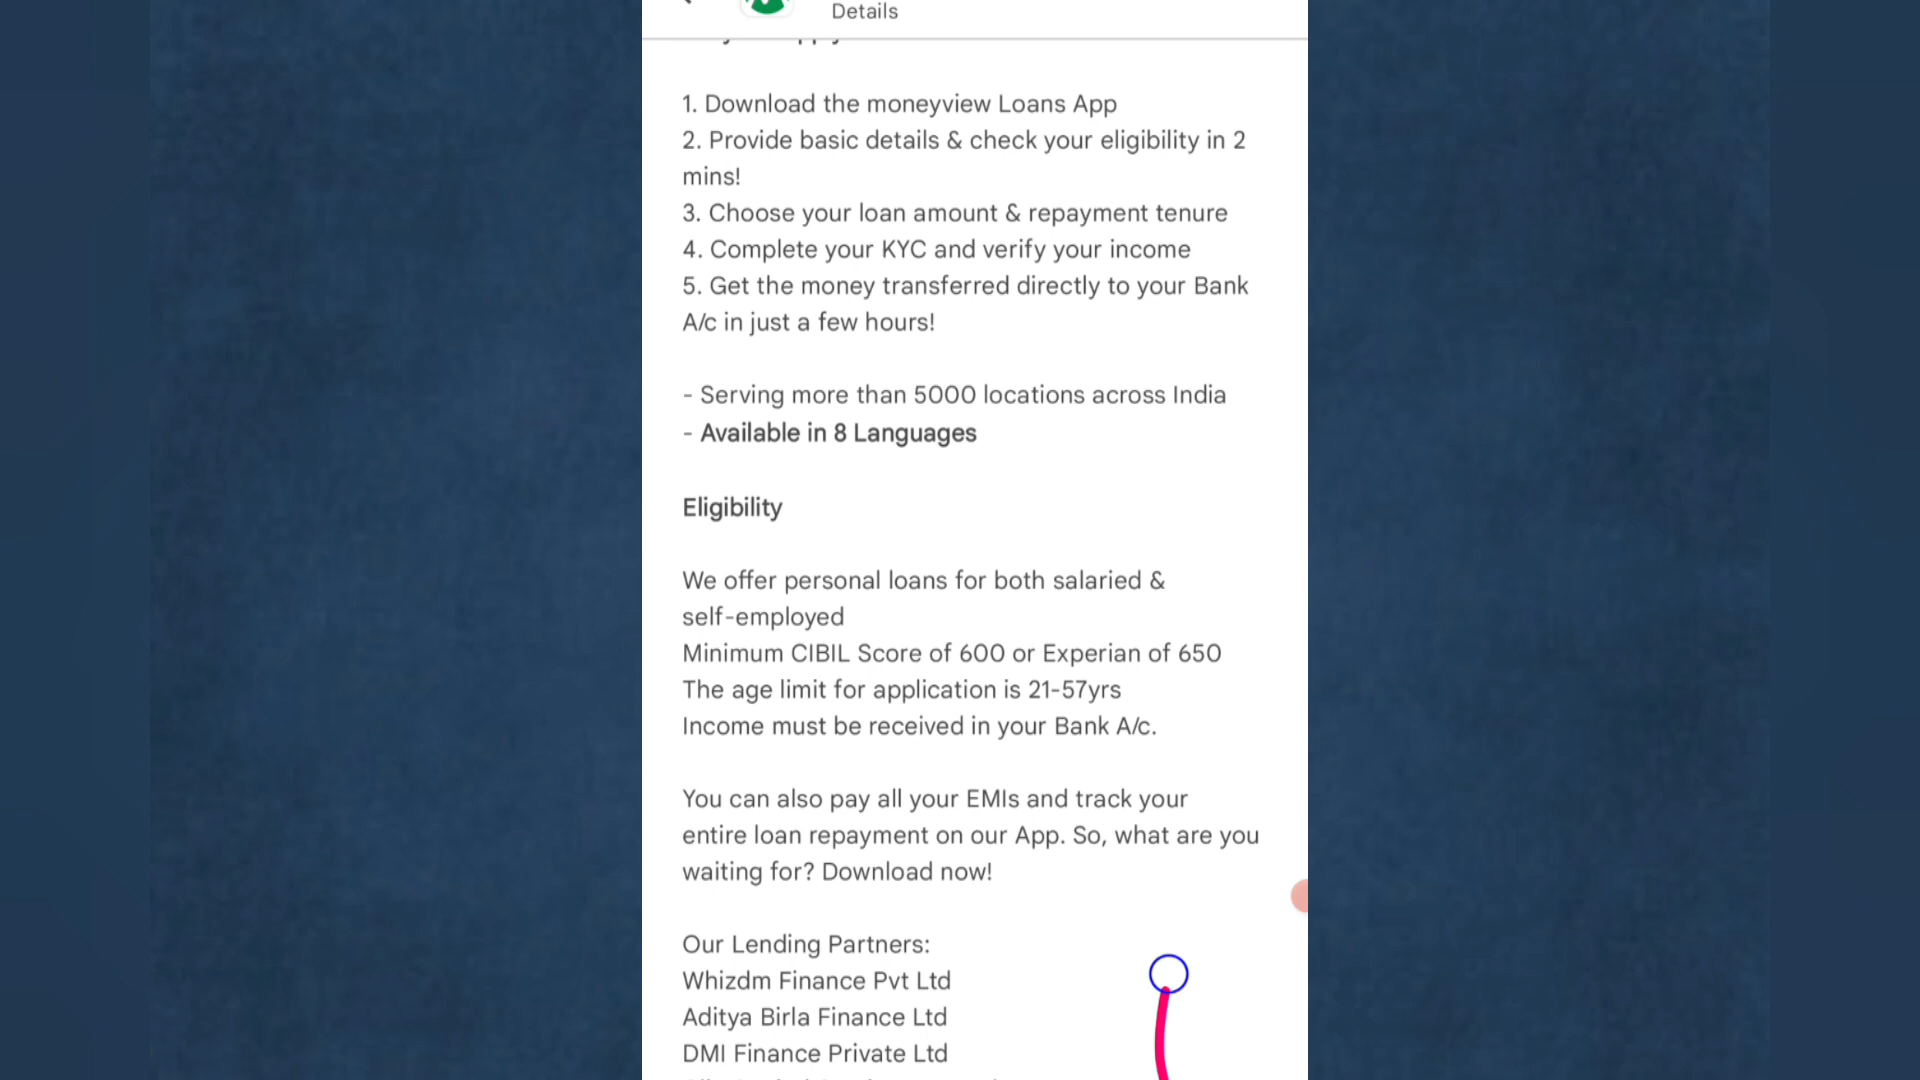 Details
1. Download the moneyview Loans App
2. Provide basic details & check your eligibility in 2
mins!
3. Choose your loan amount & repayment tenure
4. Complete your KYC and verify your income
5. Get the money transferred directly to your Bank
A/c in just a few hours!
- Serving more than 5000 locations across India
- Available in 8 Languages
Eligibility
We offer personal loans for both salaried &
self-employed
Minimum CIBIL Score of 600 or Experian of 650
The age limit for application is 21-57yrs
Income must be received in your Bank A/c.
You can also pay all your EMIs and track your
entire loan repayment on our App. So, what are you
waiting for? Download now!
Our Lending Partners:
Whizdm Finance Pvt Ltd
Aditya Birla Finance Ltd
DMI Finance Private Ltd